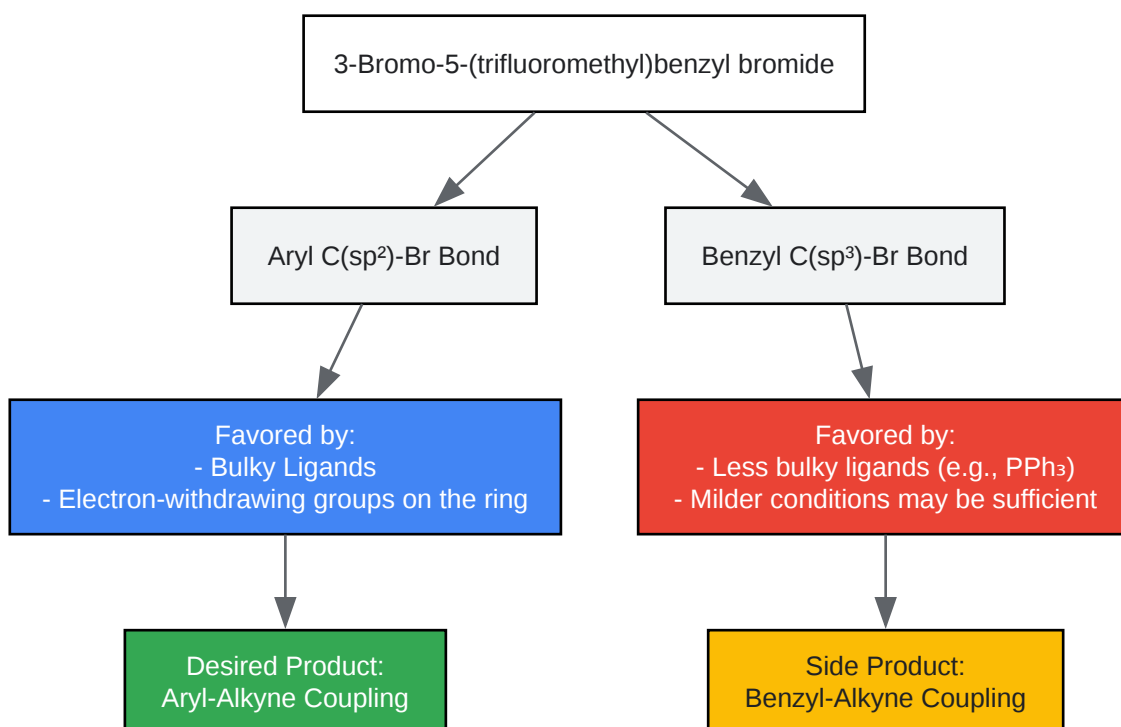 3-Bromo-5-(trifluoromethyl)benzyl bromide
Aryl C(sp²)-Br Bond
Benzyl C(sp³)-Br Bond
Favored by:
- Bulky Ligands
- Electron-withdrawing groups on the ring
Favored by:
- Less bulky ligands (e.g., PPh₃)
- Milder conditions may be sufficient
Desired Product:
Aryl-Alkyne Coupling
Side Product:
Benzyl-Alkyne Coupling